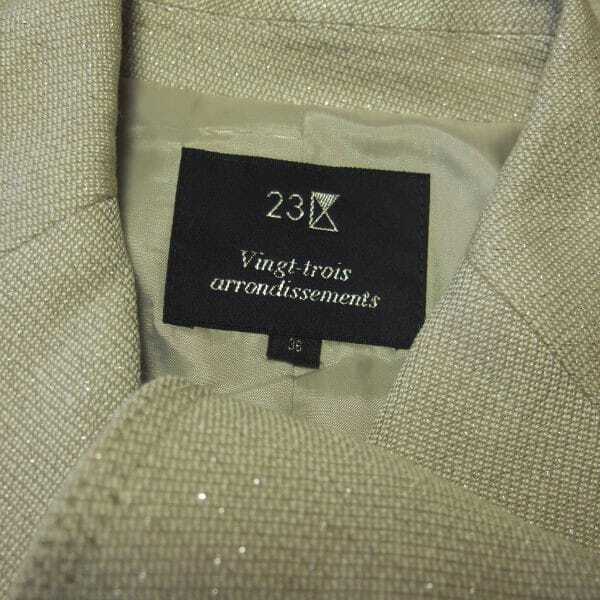 23区
Vingt-trois
arrondissements
36